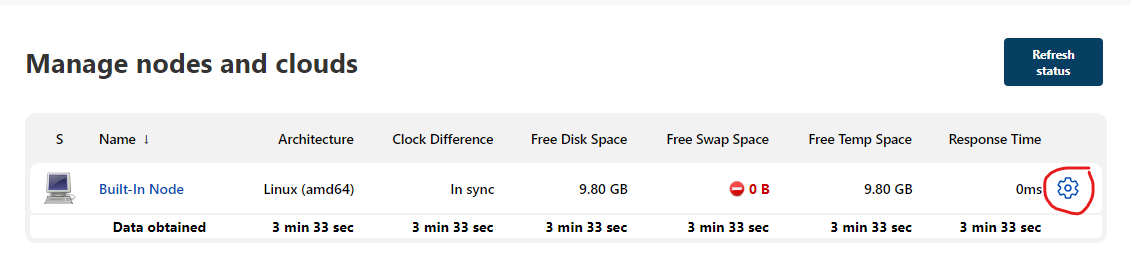 Manage nodes and clouds
Refresh
status
S Name ↓ Architecture Clock Difference Free Disk Space Free Swap Space Free Temp Space Response Time
Built-In Node Linux (amd64) In sync 9.80 GB 0 B 9.80 GB 0ms
Data obtained 3 min 33 sec 3 min 33 sec 3 min 33 sec 3 min 33 sec 3 min 33 sec 3 min 33 sec